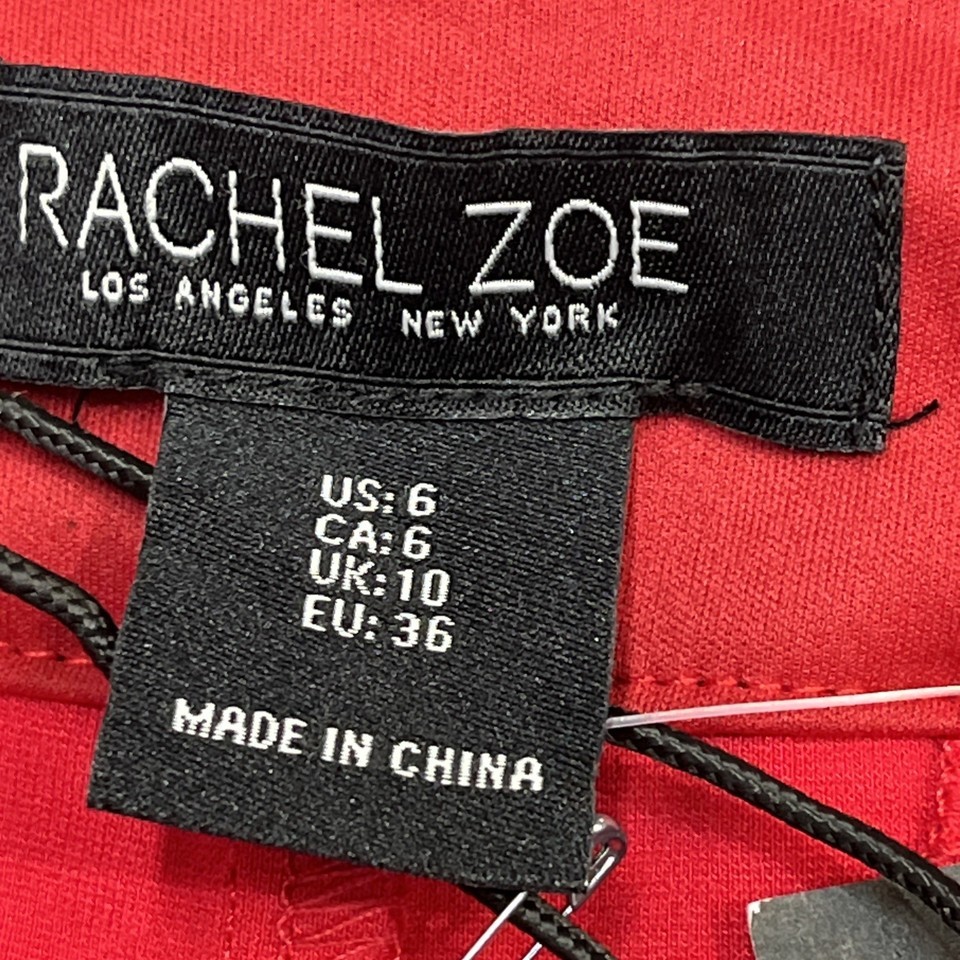 RACHEL ZOE
LOS ANGELES NEW YORK
US: 6
CA: 6
UK: 10
EU: 36
MADE IN CHINA